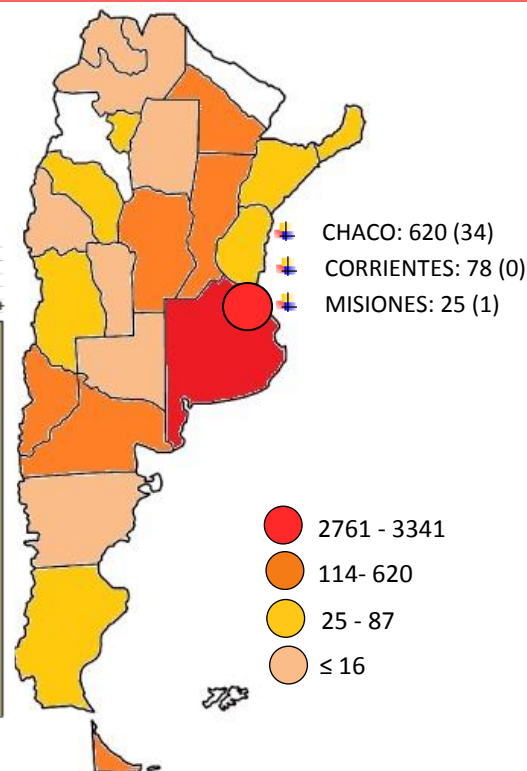 CHACO: 620 (34)
CORRIENTES: 78 (0)
MISIONES: 25 (1)
2761 - 3341
114- 620
25 - 87
≤ 16